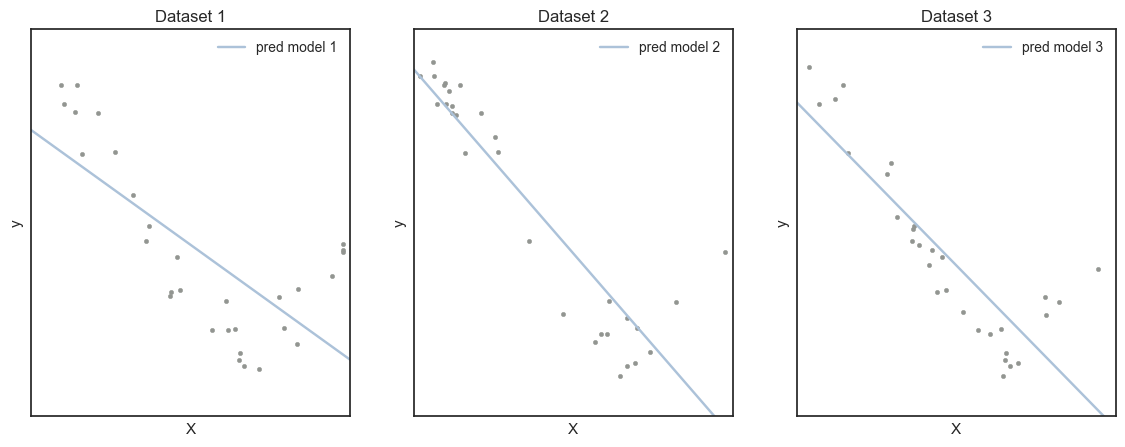 Dataset 1
pred model 1
y
X
Dataset 2
pred model 2
y
X
Dataset 3
pred model 3
y
X